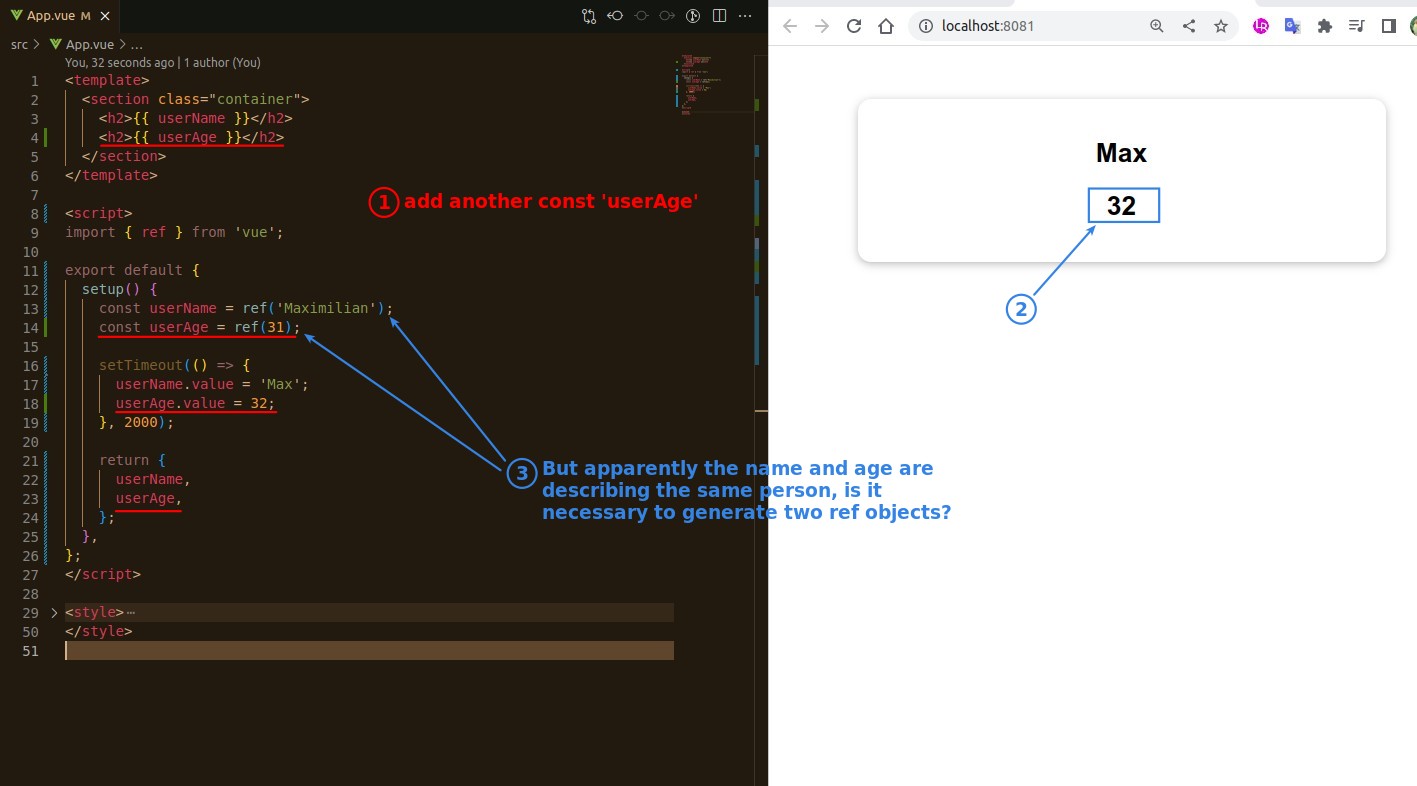 App.vue M
localhost:8081
src > App.vue > ...
You, 32 seconds ago | 1 author (You)
1 <template>
2 <section class="container">
3 <h2>{{ userName }}</h2>
4 <h2>{{ userAge }}</h2>
5 </section>
6 </template>
7
8 <script>
9 import { ref } from 'vue';
10
11 export default {
12 setup() {
13 const userName = ref('Maximilian');
14 const userAge = ref(31);
15
16 setTimeout(() => {
17 userName.value = 'Max';
18 userAge.value = 32;
19 }, 2000);
20
21 return {
22 userName,
23 userAge,
24 };
25 },
26 };
27 </script>
28
29 <style>…
50 </style>
51
1 add another const 'userAge'
3 But apparently the name and age are
describing the same person, is it
necessary to generate two ref objects?
Max
32
2